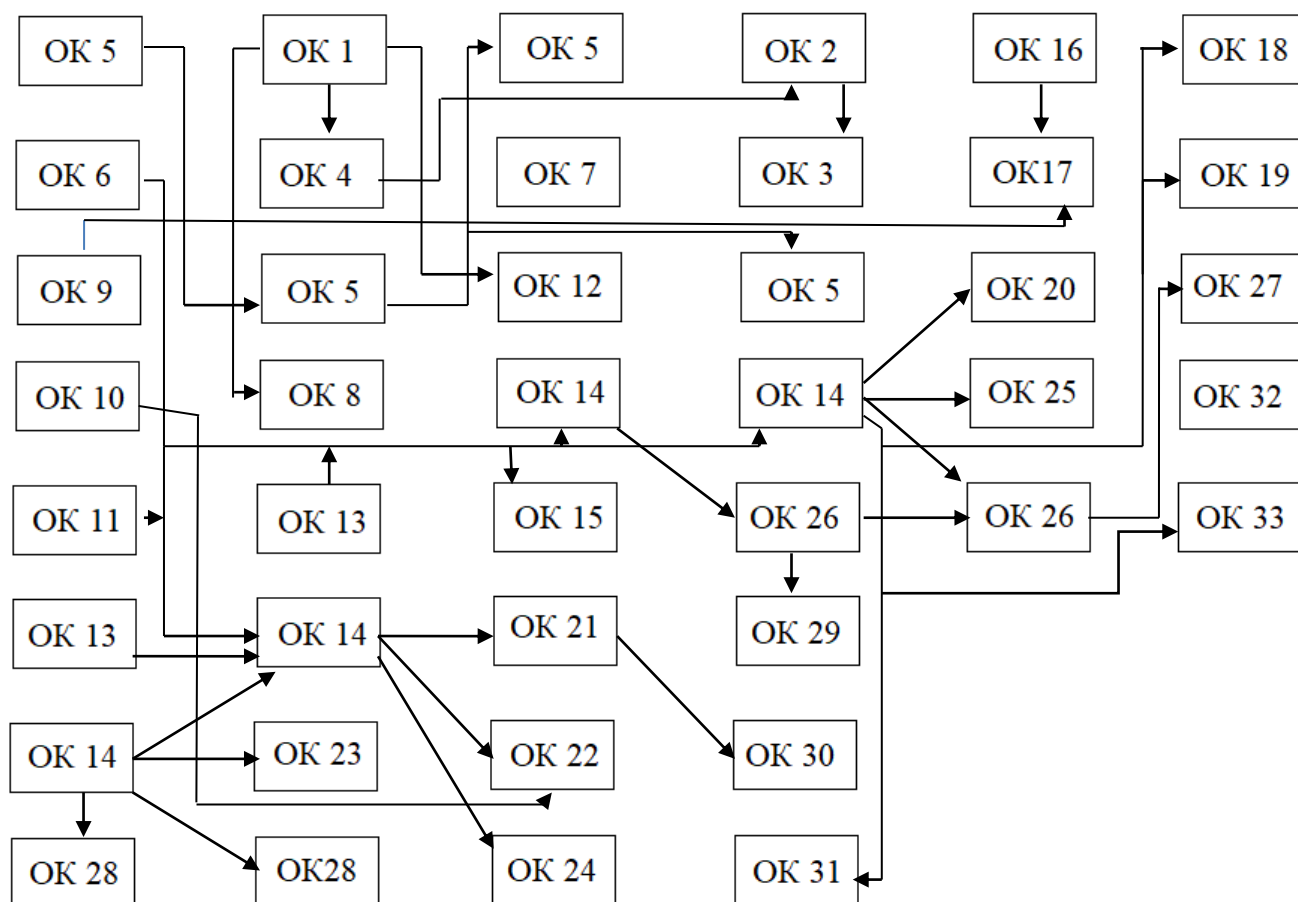 ОК 5
ОК 1
ОК 5
ОК 2
ОК 16
ОК 18
ОК 6
ОК 4
ОК 7
ОК 3
ОК17
ОК 19
ОК 9
ОК 5
ОК 12
ОК 5
ОК 20
ОК 27
ОК 10
ОК 8
ОК 14
ОК 14
ОК 25
ОК 32
ОК 11
ОК 13
ОК 15
ОК 26
ОК 26
ОК 33
ОК 13
ОК 14
ОК 21
ОК 29
ОК 14
ОК 23
ОК 22
ОК 30
ОК 28
ОК28
ОК 24
ОК 31